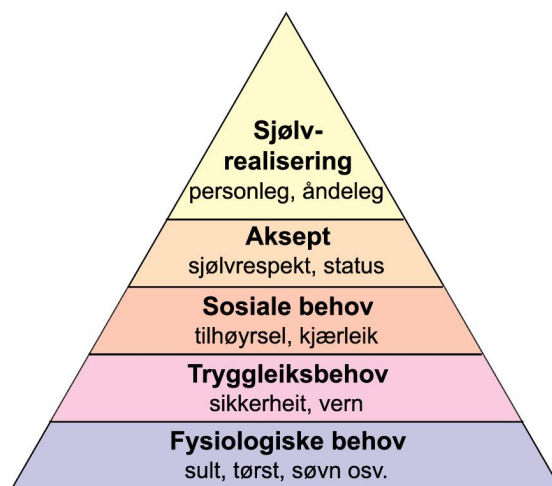 Sjølv-
realisering
personleg, åndeleg
Aksept
sjølvrespekt, status
Sosiale behov
tilhøyrsel, kjærleik
Tryggleiksbehov
sikkerheit, vern
Fysiologiske behov
sult, tørst, søvn osv.